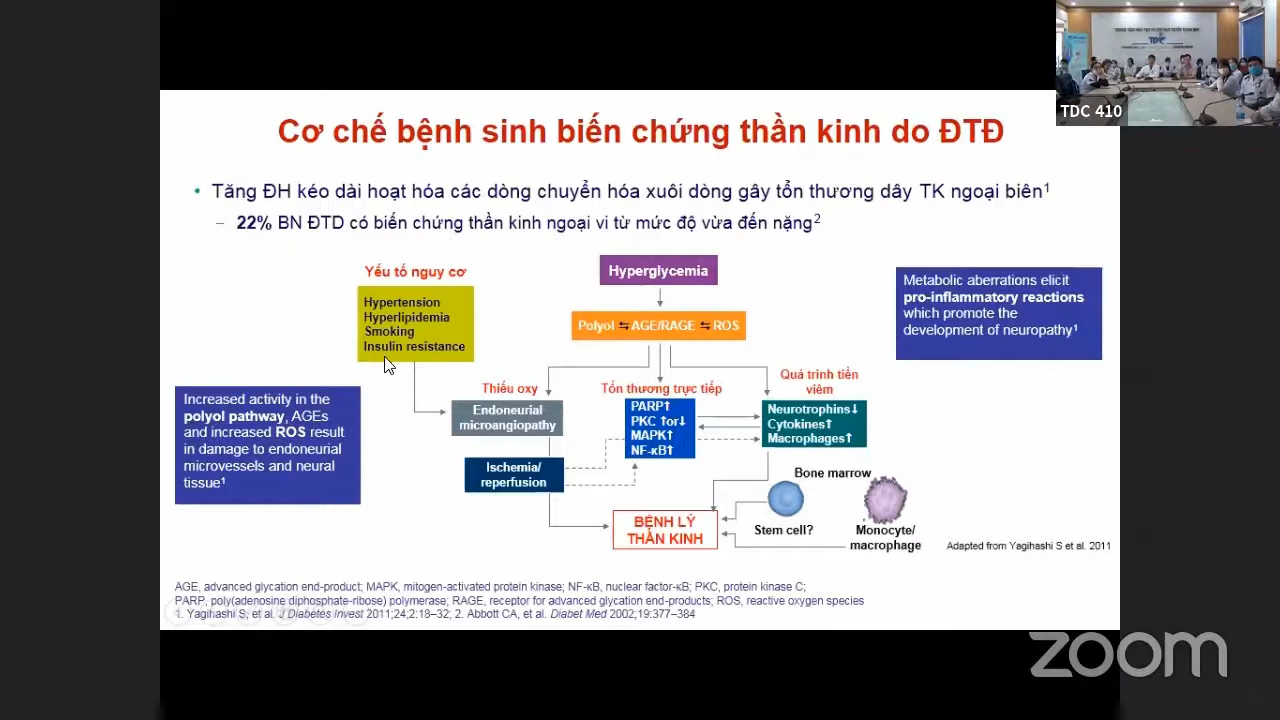 TDC
TDC 410
Cơ chế bệnh sinh biến chứng thần kinh do ĐTĐ
• Tăng ĐH kéo dài hoạt hóa các dòng chuyển hóa xuôi dòng gây tổn thương dây TK ngoại biên1
– 22% BN ĐTD có biến chứng thần kinh ngoại vi từ mức độ vừa đến nặng2
Yếu tố nguy cơ
Hypertension
Hyperlipidemia
Smoking
Insulin resistance
Hyperglycemia
Polyol ⇆ AGE/RAGE ⇆ ROS
Metabolic aberrations elicit
pro-inflammatory reactions
which promote the
development of neuropathy1
Increased activity in the
polyol pathway, AGEs
and increased ROS result
in damage to endoneurial
microvessels and neural
tissue1
Thiếu oxy
Endoneurial
microangiopathy
Ischemia/
reperfusion
Tổn thương trực tiếp
PARP↑
PKC ↑or↓
MAPK↑
NF-κB↑
Quá trình tiền
viêm
Neurotrophins↓
Cytokines↑
Macrophages↑
Bone marrow
Stem cell?
Monocyte/
macrophage
BỆNH LÝ
THẦN KINH
Adapted from Yagihashi S et al. 2011
AGE, advanced glycation end-product; MAPK, mitogen-activated protein kinase; NF-κB, nuclear factor-κB; PKC, protein kinase C;
PARP, poly(adenosine diphosphate-ribose) polymerase; RAGE, receptor for advanced glycation end-products; ROS, reactive oxygen species
1. Yagihashi S, et al. J Diabetes Invest 2011;24;2:18–32; 2. Abbott CA, et al. Diabet Med 2002;19:377–384
zoom